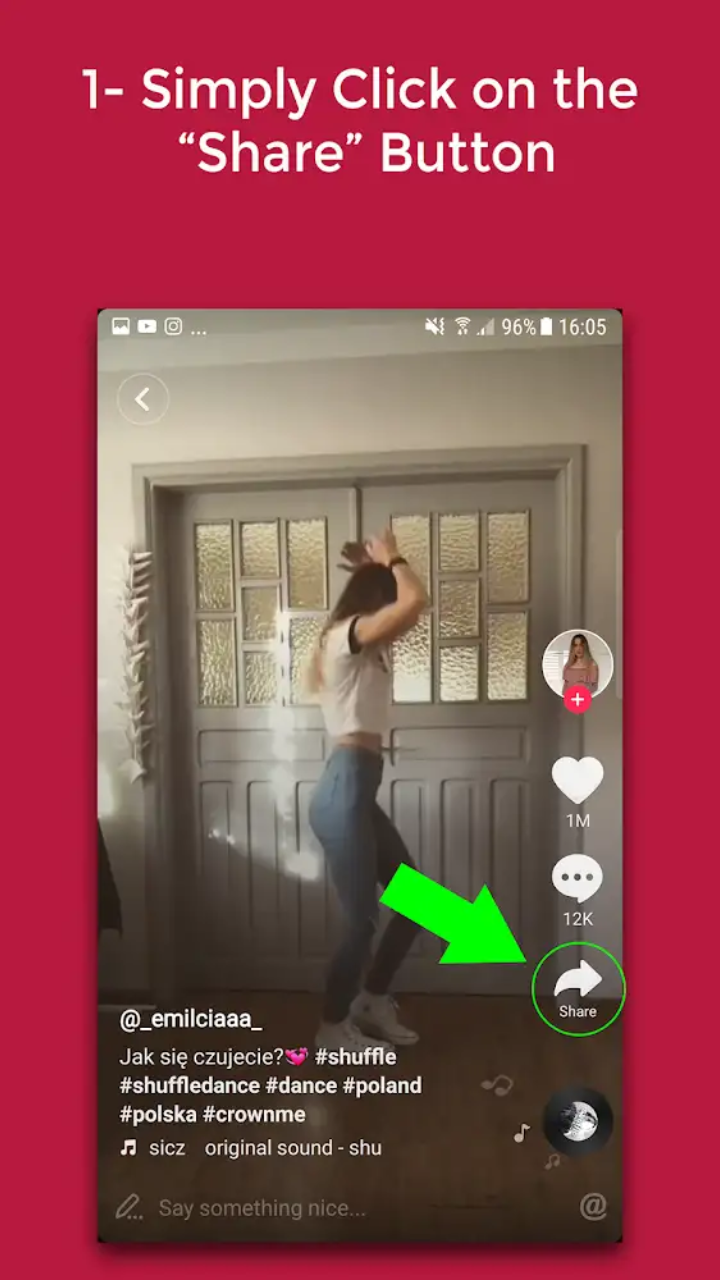 1- Simply Click on the
“Share” Button
... 96% 16:05
1M
12K
Share
@_emilciaaa_
Jak się czujecie?💓 #shuffle
#shuffledance #dance #poland
#polska #crownme
sicz original sound - shu
Say something nice... @